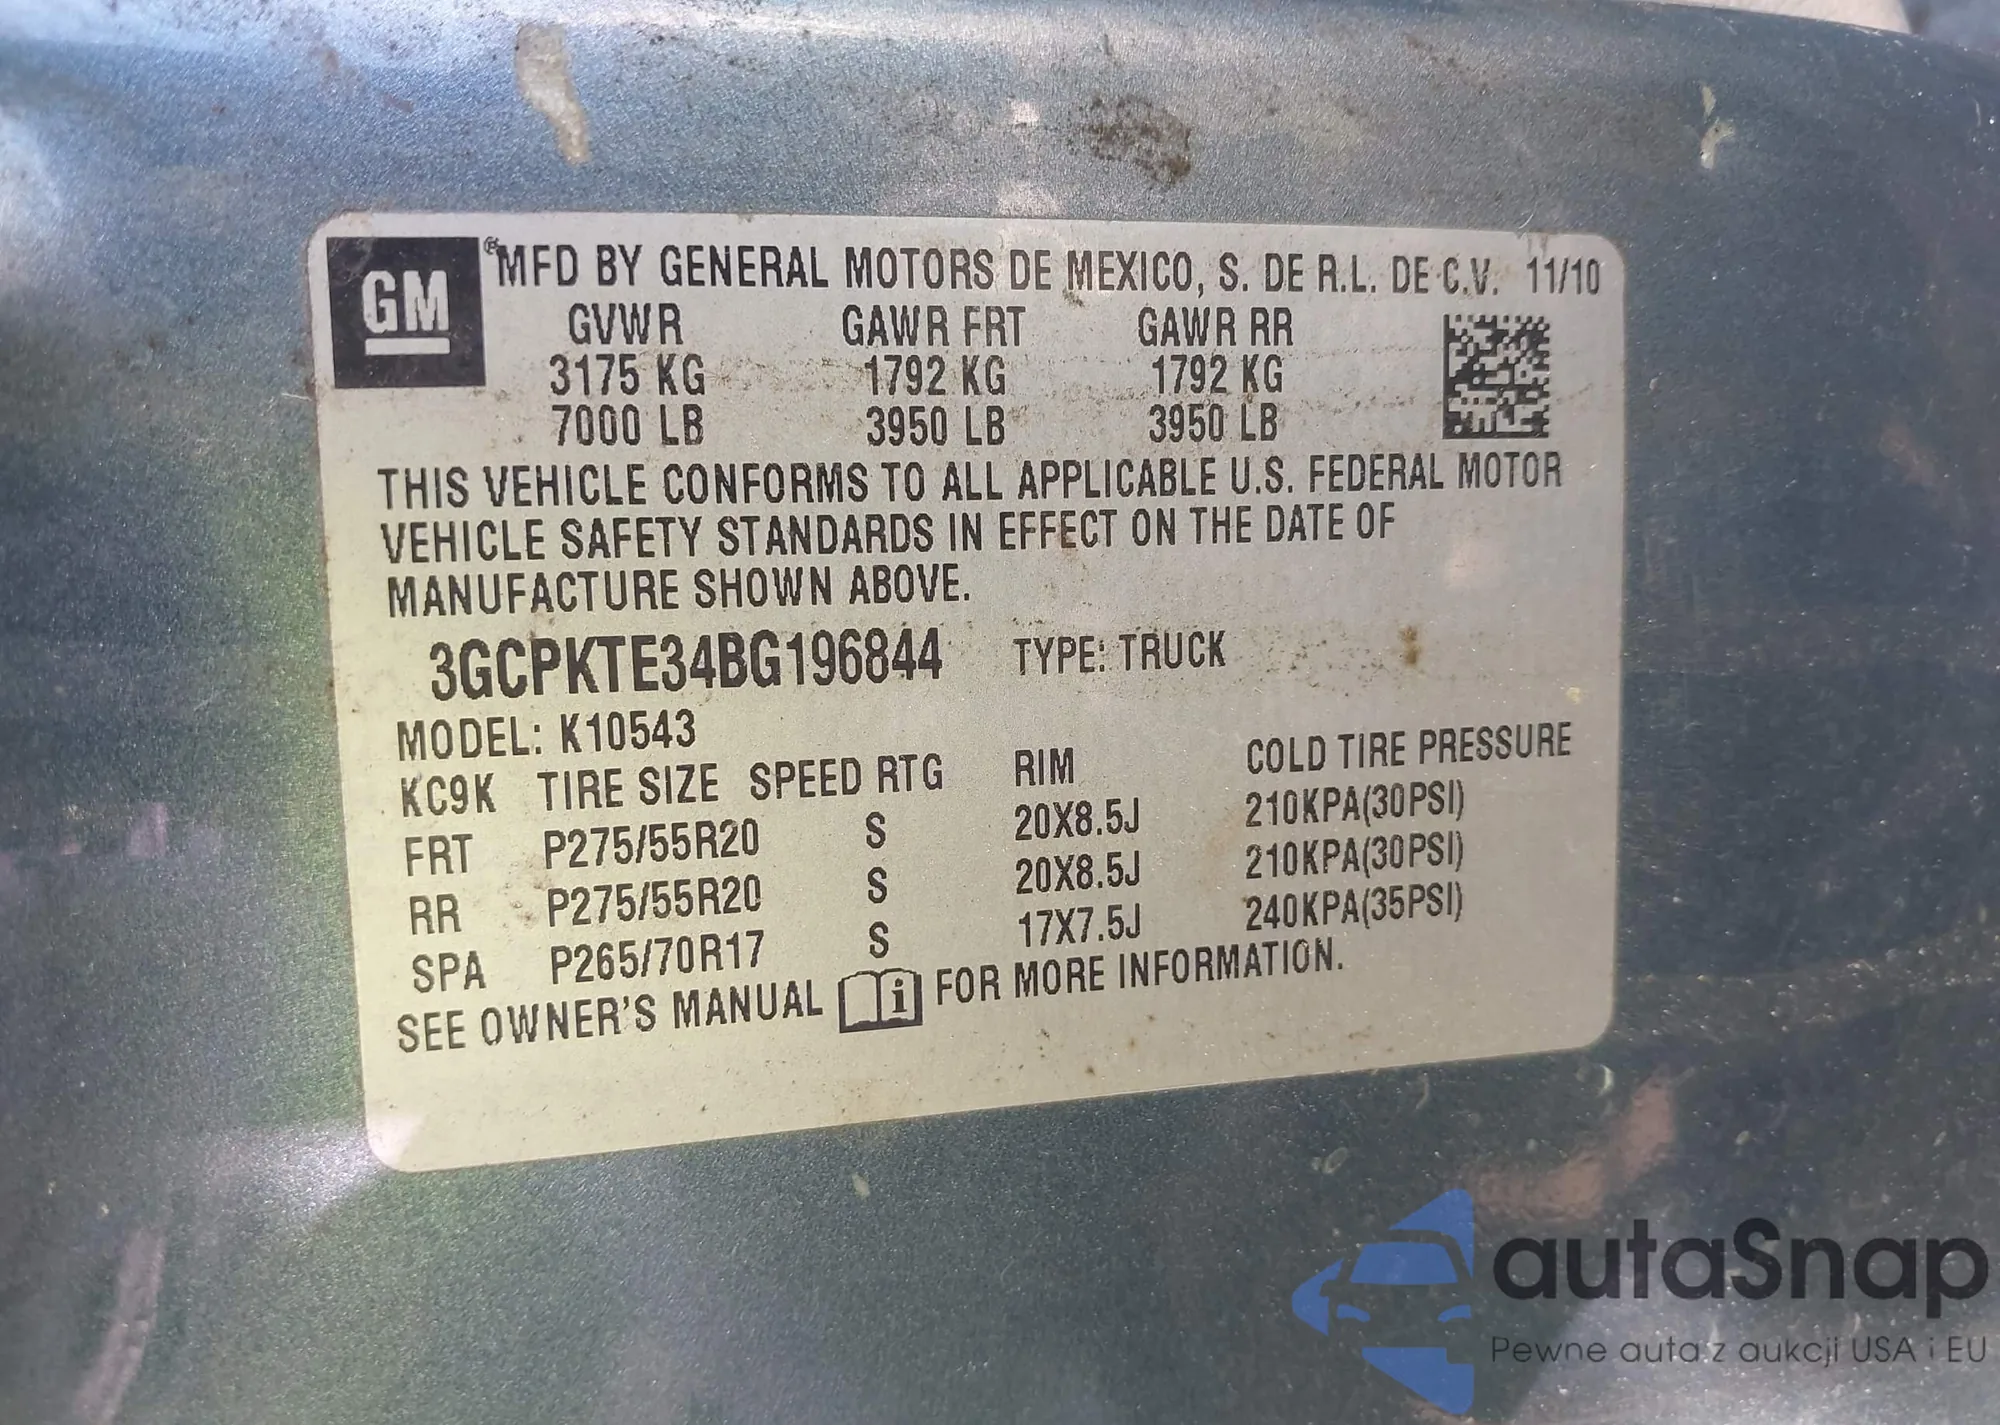 GM ® MFD BY GENERAL MOTORS DE MEXICO, S. DE R.L. DE C.V. 11/10
GVWR GAWR FRT GAWR RR
3175 KG 1792 KG 1792 KG
7000 LB 3950 LB 3950 LB
THIS VEHICLE CONFORMS TO ALL APPLICABLE U.S. FEDERAL MOTOR
VEHICLE SAFETY STANDARDS IN EFFECT ON THE DATE OF
MANUFACTURE SHOWN ABOVE.
3GCPKTE34BG196844 TYPE: TRUCK
MODEL: K10543
KC9K TIRE SIZE SPEED RTG RIM COLD TIRE PRESSURE
FRT P275/55R20 S 20X8.5J 210KPA(30PSI)
RR P275/55R20 S 20X8.5J 210KPA(30PSI)
SPA P265/70R17 S 17X7.5J 240KPA(35PSI)
SEE OWNER'S MANUAL i FOR MORE INFORMATION.
autaSnap
Pewne auta z aukcji USA i EU